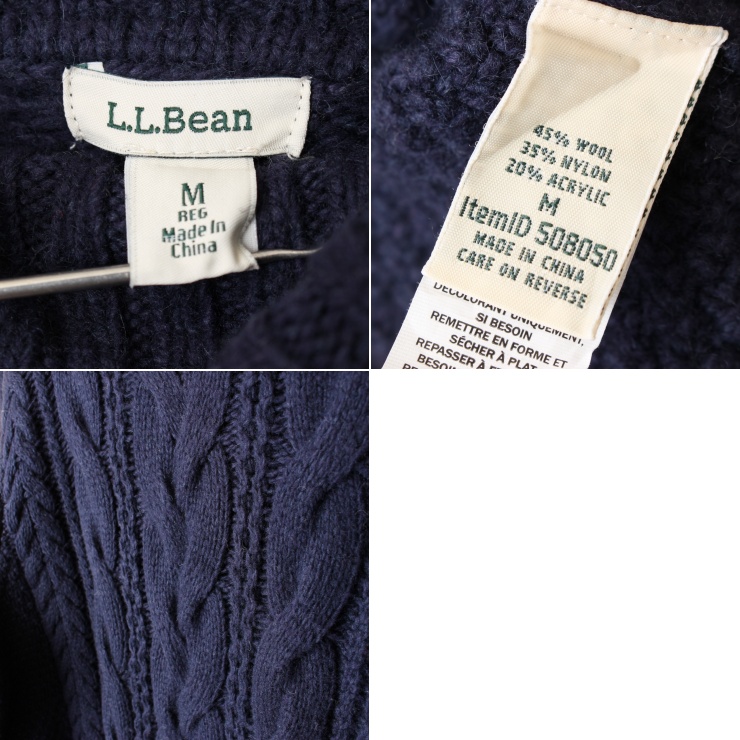 L.L.Bean
M
REG
Made In
China
45% WOOL
35% NYLON
20% ACRYLIC
M
ItemID 508050
MADE IN CHINA
CARE ON REVERSE
DÉCOLORANT UNIQUEMENT.
SI BESOIN
REMETTRE EN FORME ET
SÉCHER À PLAT
REPASSER À
BESOIN